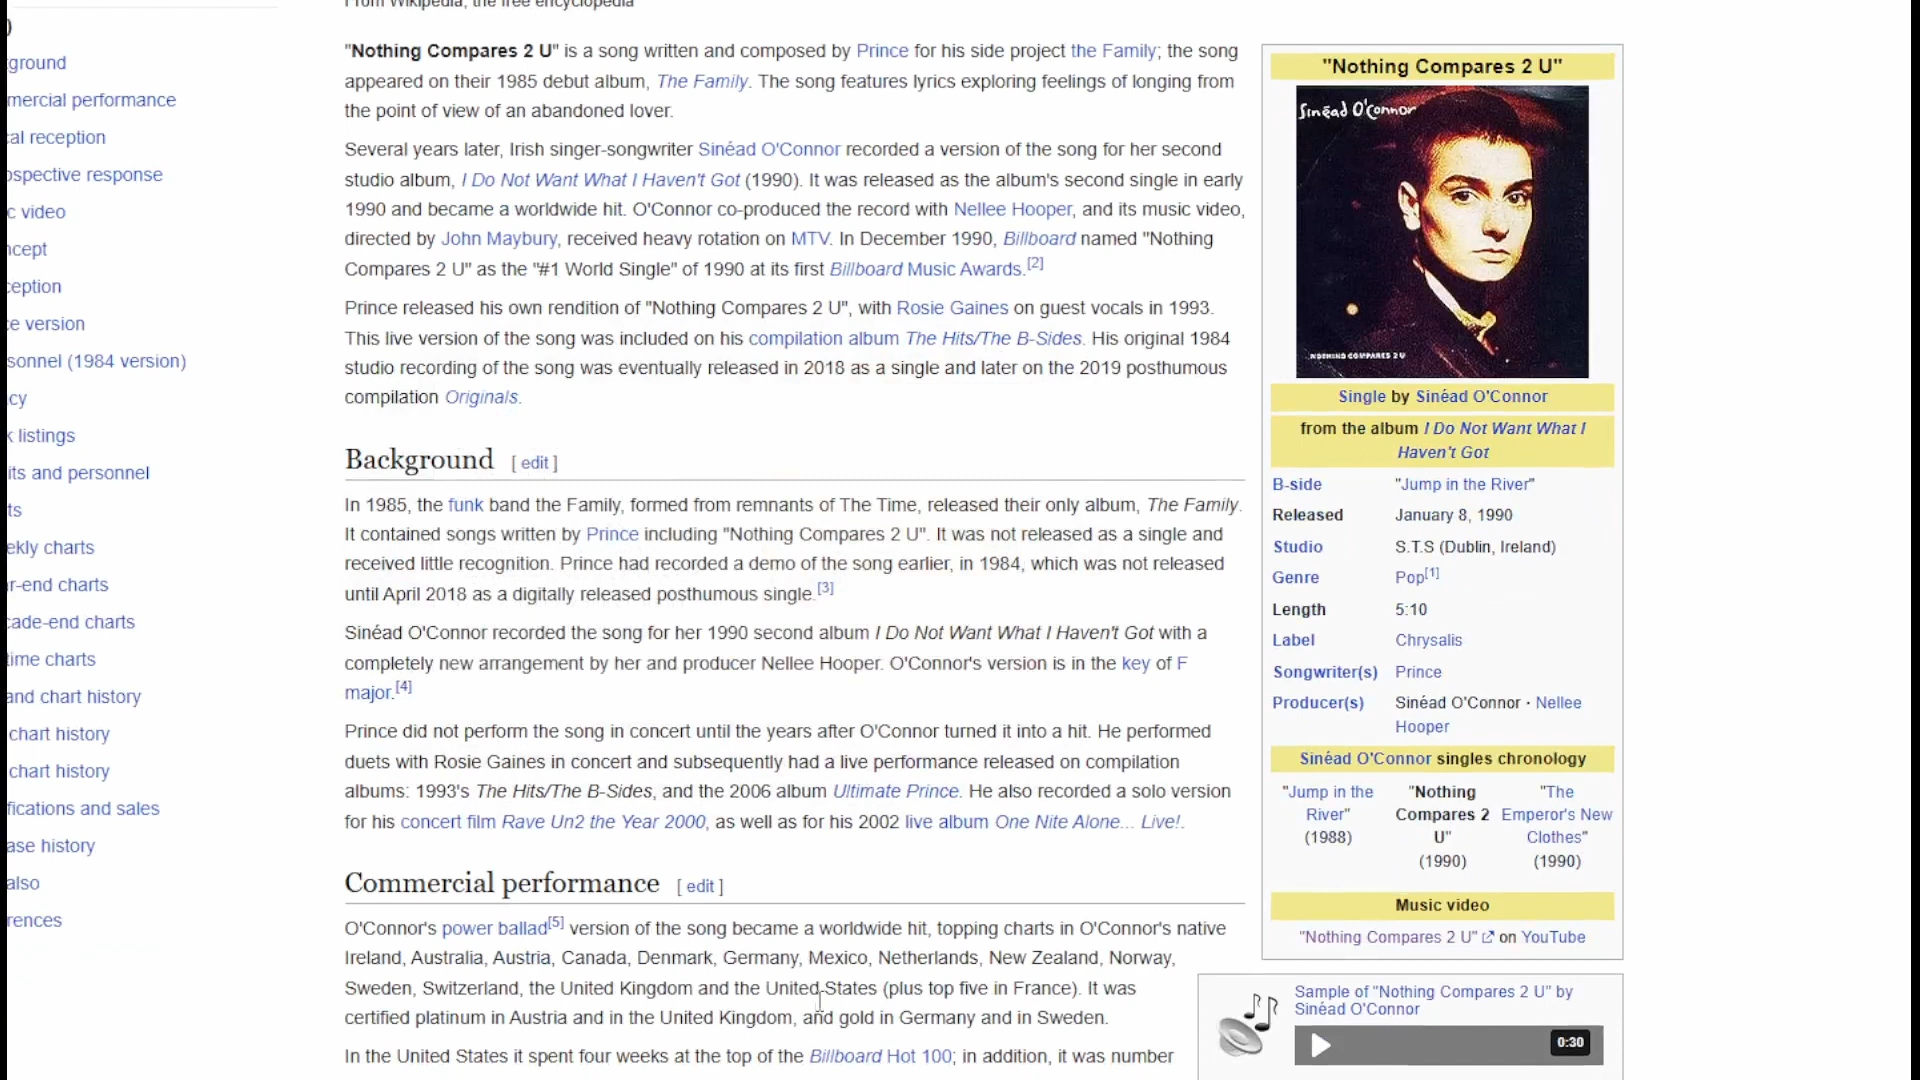 From Wikipedia, the free encyclopedia
)
ground
mercial performance
cal reception
ospective response
c video
ncept
ception
ce version
sonnel (1984 version)
cy
k listings
its and personnel
ts
ekly charts
ar-end charts
cade-end charts
time charts
and chart history
chart history
chart history
fications and sales
ase history
also
rences
"Nothing Compares 2 U" is a song written and composed by Prince for his side project the Family; the song
appeared on their 1985 debut album, The Family. The song features lyrics exploring feelings of longing from
the point of view of an abandoned lover.
Several years later, Irish singer-songwriter Sinéad O'Connor recorded a version of the song for her second
studio album, I Do Not Want What I Haven't Got (1990). It was released as the album's second single in early
1990 and became a worldwide hit. O'Connor co-produced the record with Nellee Hooper, and its music video,
directed by John Maybury, received heavy rotation on MTV. In December 1990, Billboard named "Nothing
Compares 2 U" as the "#1 World Single" of 1990 at its first Billboard Music Awards.[2]
Prince released his own rendition of "Nothing Compares 2 U", with Rosie Gaines on guest vocals in 1993.
This live version of the song was included on his compilation album The Hits/The B-Sides. His original 1984
studio recording of the song was eventually released in 2018 as a single and later on the 2019 posthumous
compilation Originals.
Background [ edit ]
In 1985, the funk band the Family, formed from remnants of The Time, released their only album, The Family.
It contained songs written by Prince including "Nothing Compares 2 U". It was not released as a single and
received little recognition. Prince had recorded a demo of the song earlier, in 1984, which was not released
until April 2018 as a digitally released posthumous single.[3]
Sinéad O'Connor recorded the song for her 1990 second album I Do Not Want What I Haven't Got with a
completely new arrangement by her and producer Nellee Hooper. O'Connor's version is in the key of F
major.[4]
Prince did not perform the song in concert until the years after O'Connor turned it into a hit. He performed
duets with Rosie Gaines in concert and subsequently had a live performance released on compilation
albums: 1993's The Hits/The B-Sides, and the 2006 album Ultimate Prince. He also recorded a solo version
for his concert film Rave Un2 the Year 2000, as well as for his 2002 live album One Nite Alone... Live!.
Commercial performance [ edit ]
O'Connor's power ballad[5] version of the song became a worldwide hit, topping charts in O'Connor's native
Ireland, Australia, Austria, Canada, Denmark, Germany, Mexico, Netherlands, New Zealand, Norway,
Sweden, Switzerland, the United Kingdom and the United States (plus top five in France). It was
certified platinum in Austria and in the United Kingdom, and gold in Germany and in Sweden.
In the United States it spent four weeks at the top of the Billboard Hot 100; in addition, it was number
"Nothing Compares 2 U"
Sinéad O'Connor
NOTHING COMPARES 2 U
Single by Sinéad O'Connor
from the album I Do Not Want What I
Haven't Got
B-side "Jump in the River"
Released January 8, 1990
Studio S.T.S (Dublin, Ireland)
Genre Pop[1]
Length 5:10
Label Chrysalis
Songwriter(s) Prince
Producer(s) Sinéad O'Connor · Nellee
Hooper
Sinéad O'Connor singles chronology
"Jump in the "Nothing "The
River" Compares 2 Emperor's New
(1988) U" Clothes"
(1990) (1990)
Music video
"Nothing Compares 2 U" on YouTube
Sample of "Nothing Compares 2 U" by
Sinéad O'Connor
0:30